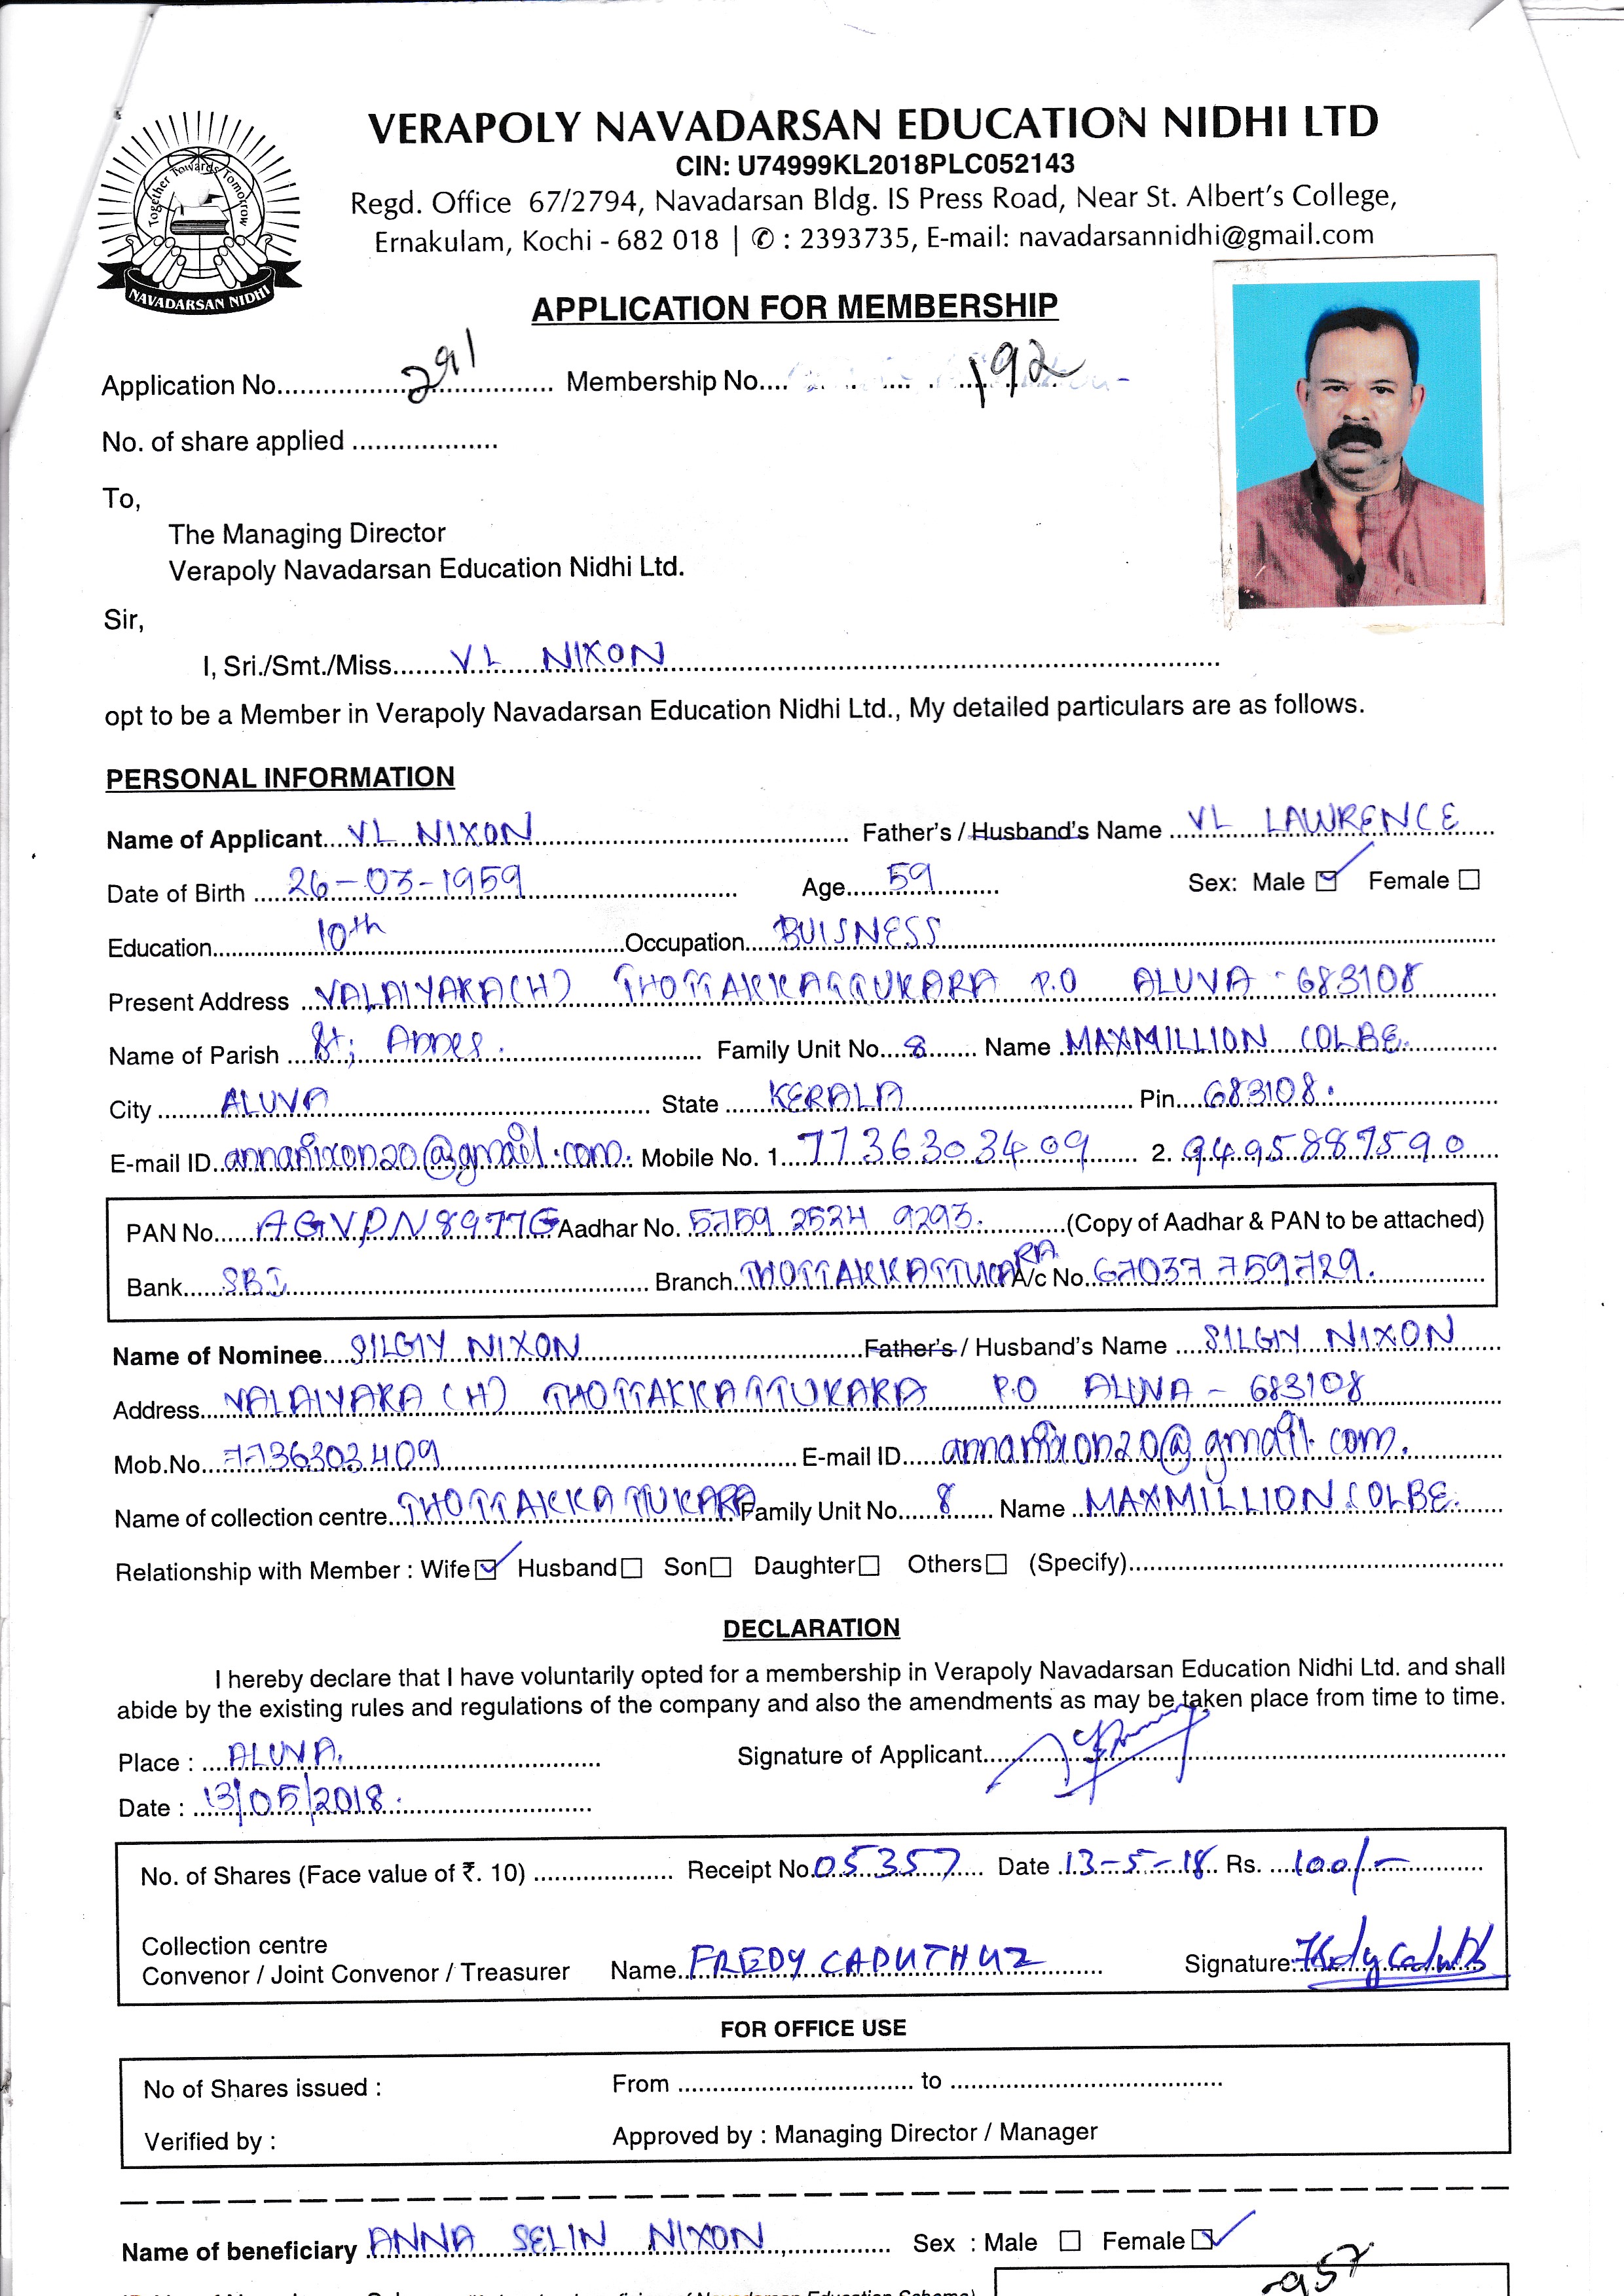 VERAPOLY NAVADARSAN EDUCATION NIDHI LTD
CIN: U74999KL2018PLC052143
Regd. Office 67/2794, Navadarsan Bldg. IS Press Road, Near St. Albert's College,
Ernakulam, Kochi - 682 018 | ✆ : 2393735, E-mail: navadarsannidhi@gmail.com
Together Towards Tomorrow
NAVADARSAN NIDHI
APPLICATION FOR MEMBERSHIP
Application No. 291 Membership No. 192
No. of share applied
To,
The Managing Director
Verapoly Navadarsan Education Nidhi Ltd.
Sir,
I, Sri./Smt./Miss. VL NIXON
opt to be a Member in Verapoly Navadarsan Education Nidhi Ltd., My detailed particulars are as follows.
PERSONAL INFORMATION
Name of Applicant VL NIXON Father's / Husband's Name VL LAWRENCE
Date of Birth 26-03-1959 Age 59 Sex: Male ☑ Female ☐
Education 10th Occupation BUISNESS
Present Address VALAIYARA (H) THOTTAKKATTUKARA P.O ALUVA - 683108
Name of Parish St; Annes. Family Unit No. 8 Name MAXMILLION COLBE.
City ALUVA State KERALA Pin 683108.
E-mail ID annanixon20@gmail.com. Mobile No. 1. 7736303409 2. 9495887590
PAN No. AGVPN8977G Aadhar No. 5759 2524 9293. (Copy of Aadhar & PAN to be attached)
Bank SBI Branch THOTTAKKATTUKARA A/c No. 67037759729.
Name of Nominee SILGIY NIXON Father's / Husband's Name SILGIY NIXON
Address VALAIYARA (H) THOTTAKKATTUKARA P.O ALUVA - 683108
Mob.No. 7736303409 E-mail ID annanixon20@gmail.com.
Name of collection centre THOTTAKKATTUKARA Family Unit No. 8 Name MAXMILLION COLBE.
Relationship with Member : Wife ☑ Husband ☐ Son ☐ Daughter ☐ Others ☐ (Specify)
DECLARATION
I hereby declare that I have voluntarily opted for a membership in Verapoly Navadarsan Education Nidhi Ltd. and shall
abide by the existing rules and regulations of the company and also the amendments as may be taken place from time to time.
Place : ALUVA. Signature of Applicant
Date : 13/05/2018.
No. of Shares (Face value of ₹. 10) Receipt No. 05357 Date 13-5-18 Rs. 100/-
Collection centre
Convenor / Joint Convenor / Treasurer Name FREDY CADUTHUZ Signature:
FOR OFFICE USE
No of Shares issued : From to
Verified by : Approved by : Managing Director / Manager
Name of beneficiary ANNA SELIN NIXON Sex : Male ☐ Female ☑
957